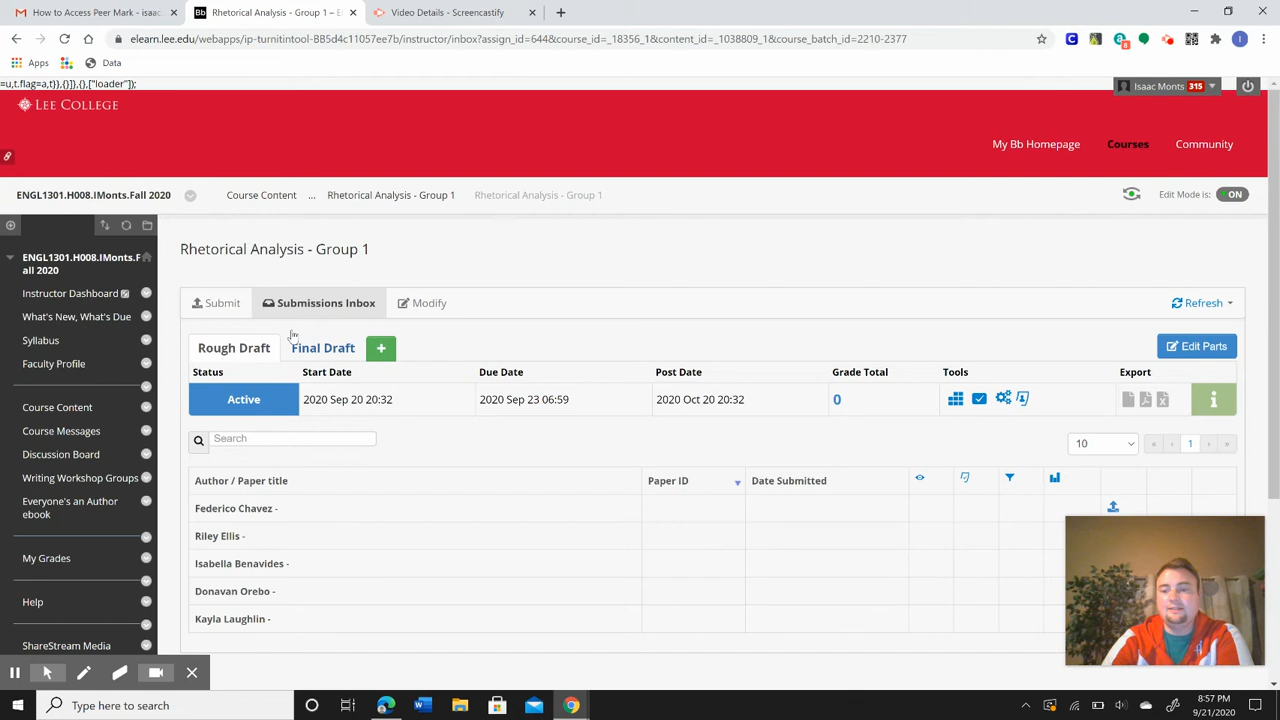 How to Access Peer Mark - isaac
Rhetorical Analysis - Group 1 – E
Video Details - Screencastify
elearn.lee.edu/webapps/ip-turnitintool-BB5d4c11057ee7b/instructor/inbox?assign_id=644&course_id=_18356_1&content_id=_1038809_1&course_batch_id=2210-2377
8
I
Apps
Data
=u,t.flag=a,t}},{}]},{},["loader"]);
Isaac Monts 315
LEE COLLEGE
My Bb Homepage Courses Community
ENGL1301.H008.IMonts.Fall 2020 Course Content ... Rhetorical Analysis - Group 1 Rhetorical Analysis - Group 1 Edit Mode is: ON
ENGL1301.H008.IMonts.F
all 2020
Instructor Dashboard
What's New, What's Due
Syllabus
Faculty Profile
Course Content
Course Messages
Discussion Board
Writing Workshop Groups
Everyone's an Author
ebook
My Grades
Help
ShareStream Media
Rhetorical Analysis - Group 1
Submit Submissions Inbox Modify Refresh
Rough Draft Final Draft + Edit Parts
Status Start Date Due Date Post Date Grade Total Tools Export
Active 2020 Sep 20 20:32 2020 Sep 23 06:59 2020 Oct 20 20:32 0
Search 10 « ‹ 1 › »
Author / Paper title Paper ID Date Submitted
Federico Chavez -
Riley Ellis -
Isabella Benavides -
Donavan Orebo -
Kayla Laughlin -
Type here to search
8:57 PM
9/21/2020